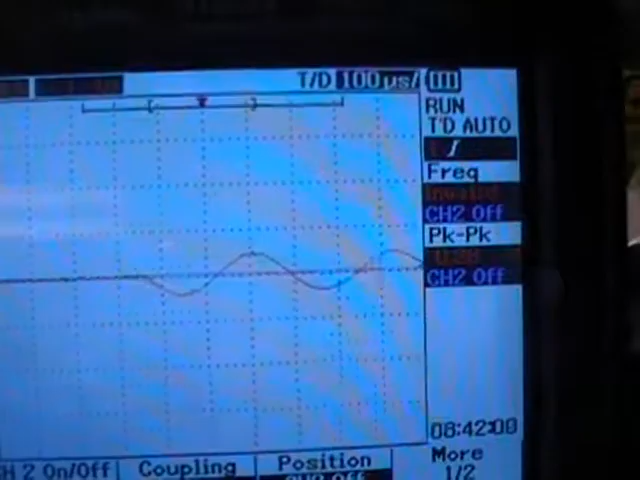 T/D 100us/
RUN
T'D AUTO
Freq
CH2 Off
Pk-Pk
CH2 Off
08:42:00
H 2 On/Off
Coupling
Position
More
1/2